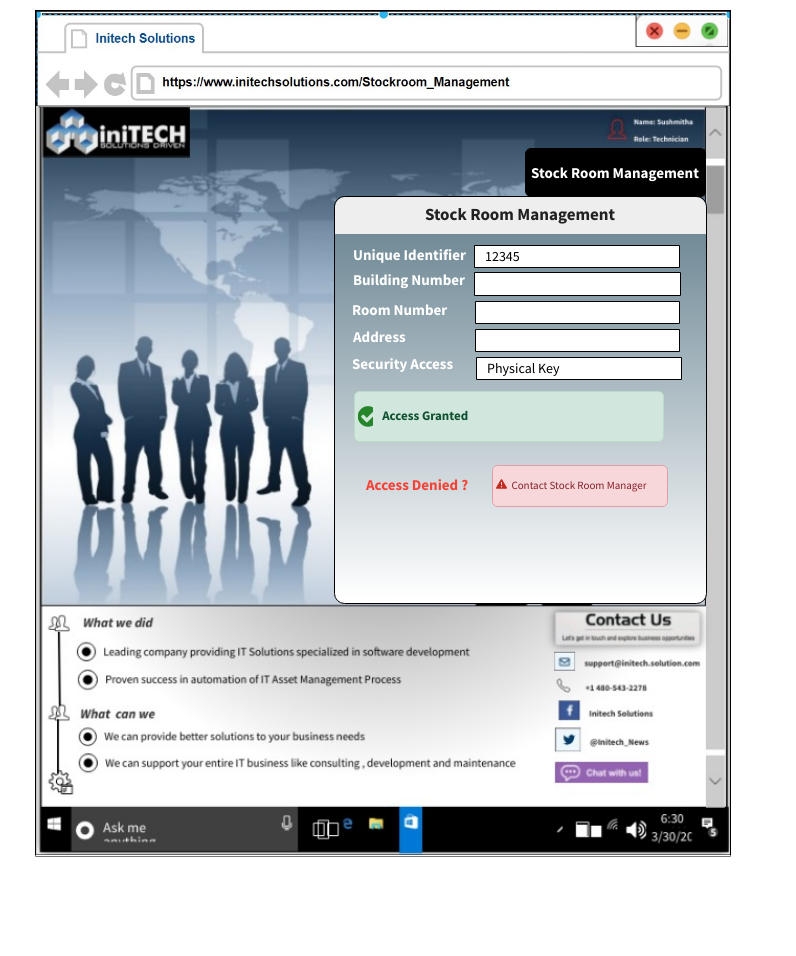 Initech Solutions
https://www.initechsolutions.com/Stockroom_Management
iniTECH
SOLUTIONS DRIVEN
Name: Sushmitha
Role: Technician
Stock Room Management
Stock Room Management
Unique Identifier 12345
Building Number
Room Number
Address
Security Access Physical Key
Access Granted
Access Denied ? Contact Stock Room Manager
What we did
Leading company providing IT Solutions specialized in software development
Proven success in automation of IT Asset Management Process
What can we
We can provide better solutions to your business needs
We can support your entire IT business like consulting , development and maintenance
Contact Us
Let's get in touch and explore business opportunities
support@initech.solution.com
+1 480-543-2278
Initech Solutions
@Initech_News
Chat with us!
Ask me
anything
6:30
3/30/20
5